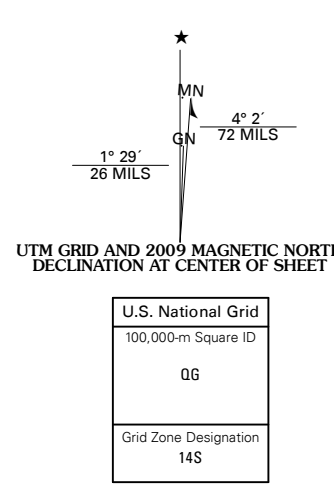 ★
MN
GN
4° 2´
72 MILS
1° 29´
26 MILS
UTM GRID AND 2009 MAGNETIC NORTH
DECLINATION AT CENTER OF SHEET
U.S. National Grid
100,000-m Square ID
QG
Grid Zone Designation
14S